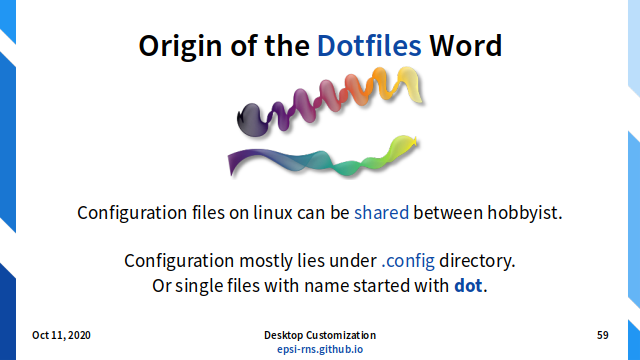 Origin of the Dotfiles Word
Configuration files on linux can be shared between hobbyist.
Configuration mostly lies under .config directory.
Or single files with name started with dot.
Oct 11, 2020
Desktop Customization
59
epsi-rns.github.io